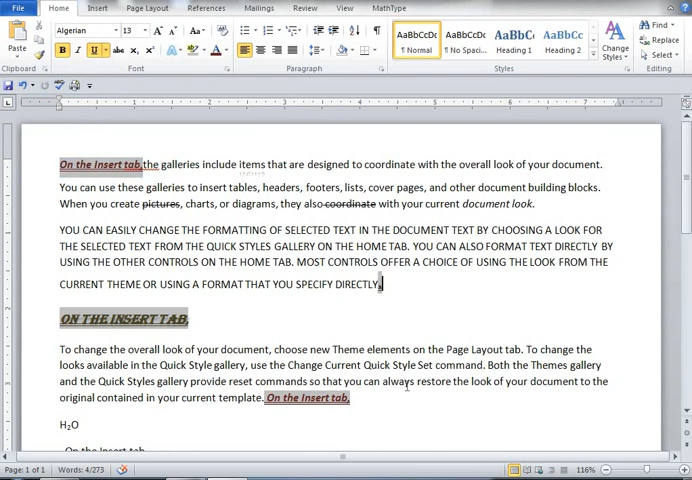 File Home Insert Page Layout References Mailings Review View MathType
Algerian 13 Find
AaBbCcDc AaBbCcDc AaBbC AaBbCc Replace
Paste B I U ¶ Normal ¶ No Spaci... Heading 1 Heading 2 Change Styles Select
Clipboard Font Paragraph Styles Editing
1 2 3 4 5 6 7
On the Insert tab,the galleries include items that are designed to coordinate with the overall look of your document.
You can use these galleries to insert tables, headers, footers, lists, cover pages, and other document building blocks.
When you create pictures, charts, or diagrams, they also coordinate with your current document look.
YOU CAN EASILY CHANGE THE FORMATTING OF SELECTED TEXT IN THE DOCUMENT TEXT BY CHOOSING A LOOK FOR
THE SELECTED TEXT FROM THE QUICK STYLES GALLERY ON THE HOME TAB. YOU CAN ALSO FORMAT TEXT DIRECTLY BY
USING THE OTHER CONTROLS ON THE HOME TAB. MOST CONTROLS OFFER A CHOICE OF USING THE LOOK FROM THE
CURRENT THEME OR USING A FORMAT THAT YOU SPECIFY DIRECTLY.
ON THE INSERT TAB,
To change the overall look of your document, choose new Theme elements on the Page Layout tab. To change the
looks available in the Quick Style gallery, use the Change Current Quick Style Set command. Both the Themes gallery
and the Quick Styles gallery provide reset commands so that you can always restore the look of your document to the
original contained in your current template. On the Insert tab,
H₂O
On the Insert tab
Page: 1 of 1 Words: 4/273 116%